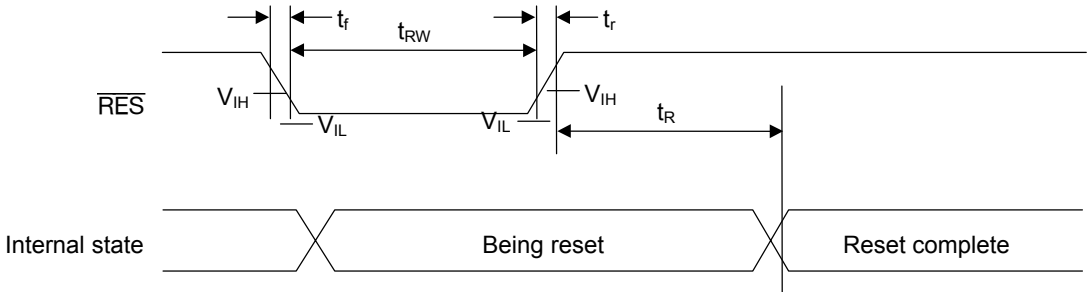 tf
tRW
tr
RES
VIH
VIL
VIL
VIH
tR
Internal state
Being reset
Reset complete